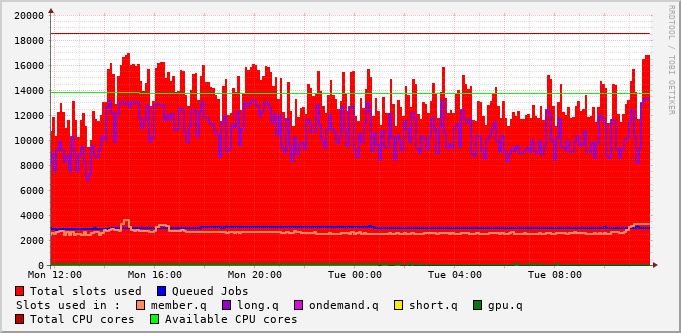 RRDTOOL / TOBI OETIKER
20000
18000
16000
14000
12000
10000
8000
6000
4000
2000
0
Mon 12:00 Mon 16:00 Mon 20:00 Tue 00:00 Tue 04:00 Tue 08:00
Total slots used Queued Jobs
Slots used in : member.q long.q ondemand.q short.q gpu.q
Total CPU cores Available CPU cores